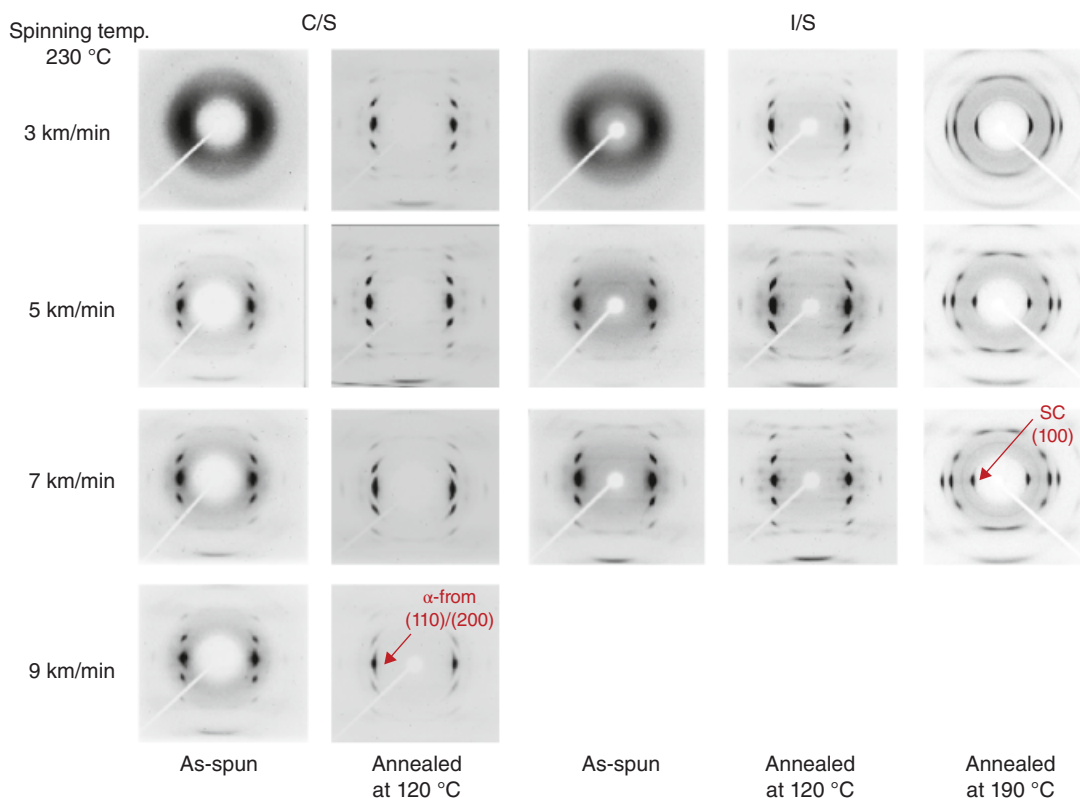 Spinning temp.
230 °C
C/S
I/S
3 km/min
5 km/min
7 km/min
SC
(100)
9 km/min
α-from
(110)/(200)
As-spun
Annealed
at 120 °C
As-spun
Annealed
at 120 °C
Annealed
at 190 °C